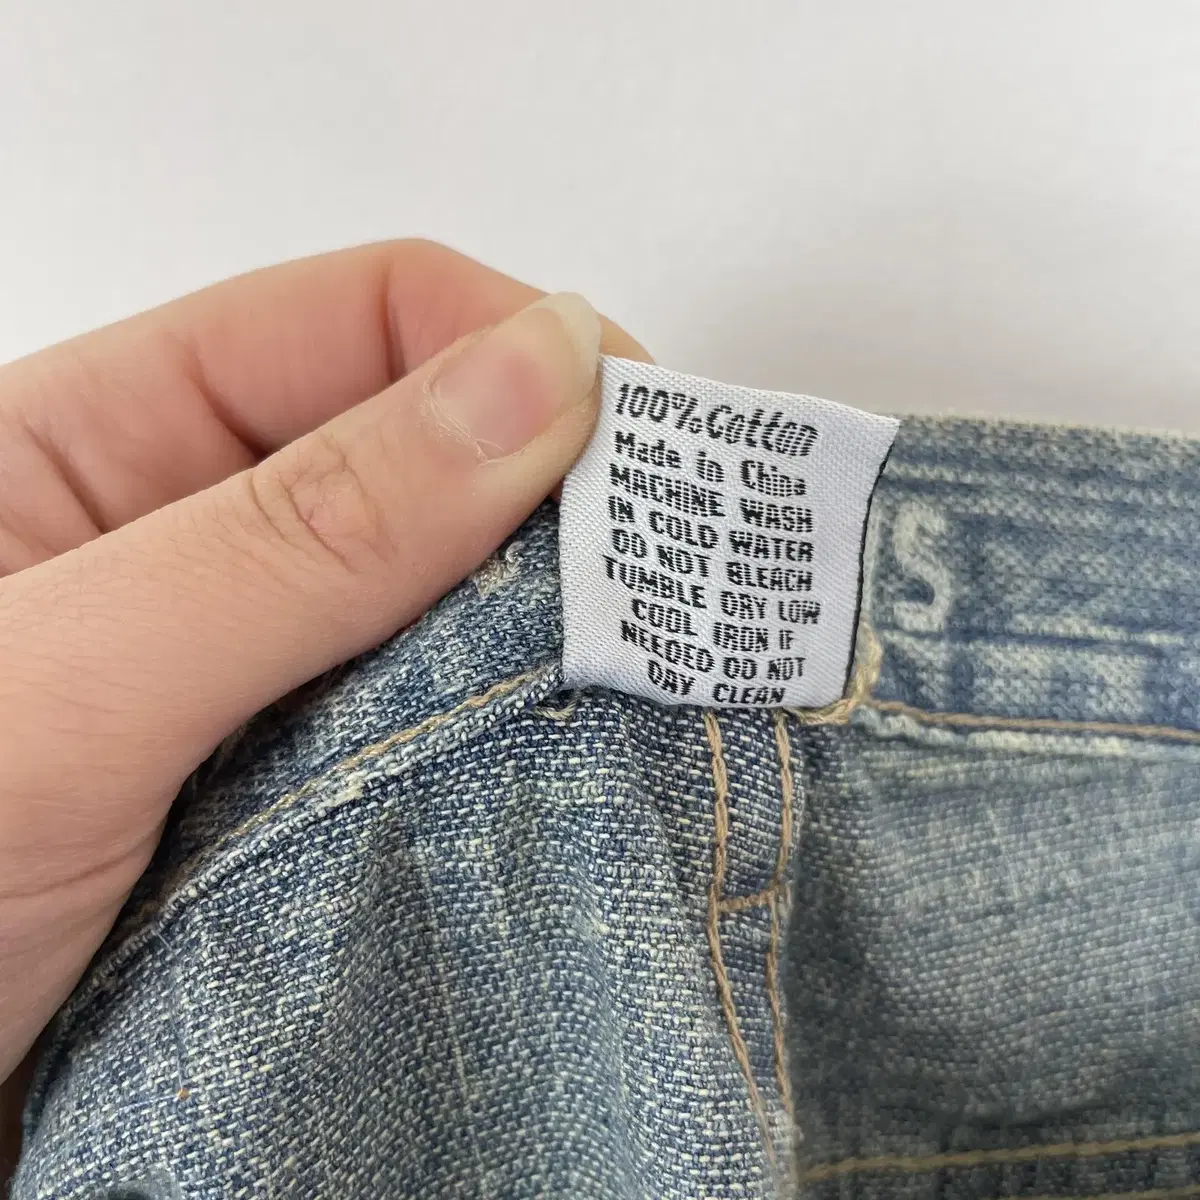 100%Cotton
Made in China
MACHINE WASH
IN COLD WATER
DO NOT BLEACH
TUMBLE DRY LOW
COOL IRON IF
NEEDED DO NOT
DAY CLEAN
S